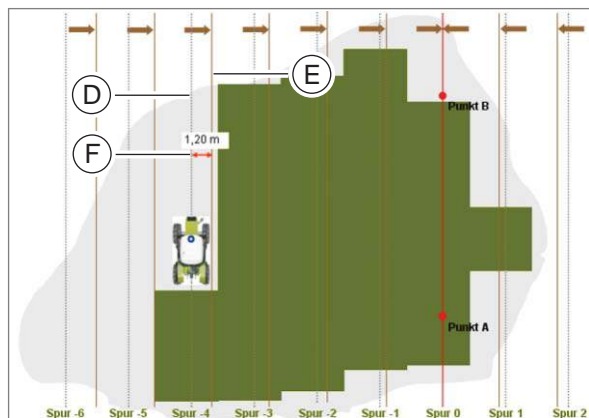 E
D
1,20 m
F
Punkt B
Punkt A
Spur -6 Spur -5 Spur -4 Spur -3 Spur -2 Spur -1 Spur 0 Spur 1 Spur 2